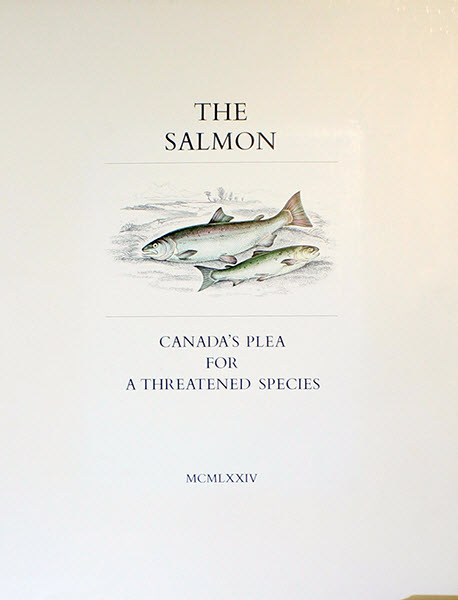 THE
SALMON
CANADA'S PLEA
FOR
A THREATENED SPECIES
MCMLXXIV